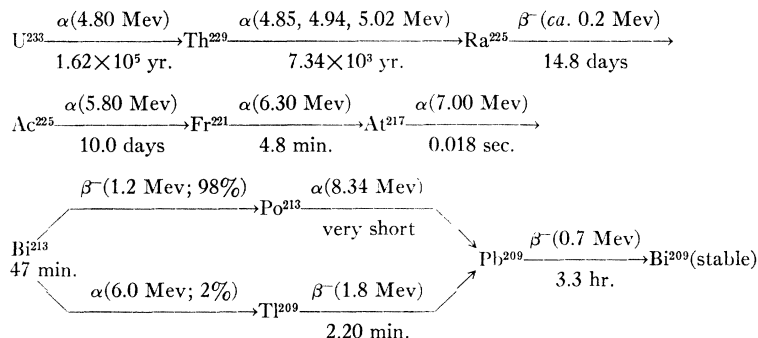 α(4.80 Mev) α(4.85, 4.94, 5.02 Mev) β⁻(ca. 0.2 Mev)
U²³³ Th²²⁹ Ra²²⁵
1.62×10⁵ yr. 7.34×10³ yr. 14.8 days
α(5.80 Mev) α(6.30 Mev) α(7.00 Mev)
Ac²²⁵ Fr²²¹ At²¹⁷
10.0 days 4.8 min. 0.018 sec.
β⁻(1.2 Mev; 98%) α(8.34 Mev)
Po²¹³
very short
Bi²¹³
47 min.
β⁻(0.7 Mev)
Pb²⁰⁹ Bi²⁰⁹(stable)
3.3 hr.
α(6.0 Mev; 2%) β⁻(1.8 Mev)
Tl²⁰⁹
2.20 min.